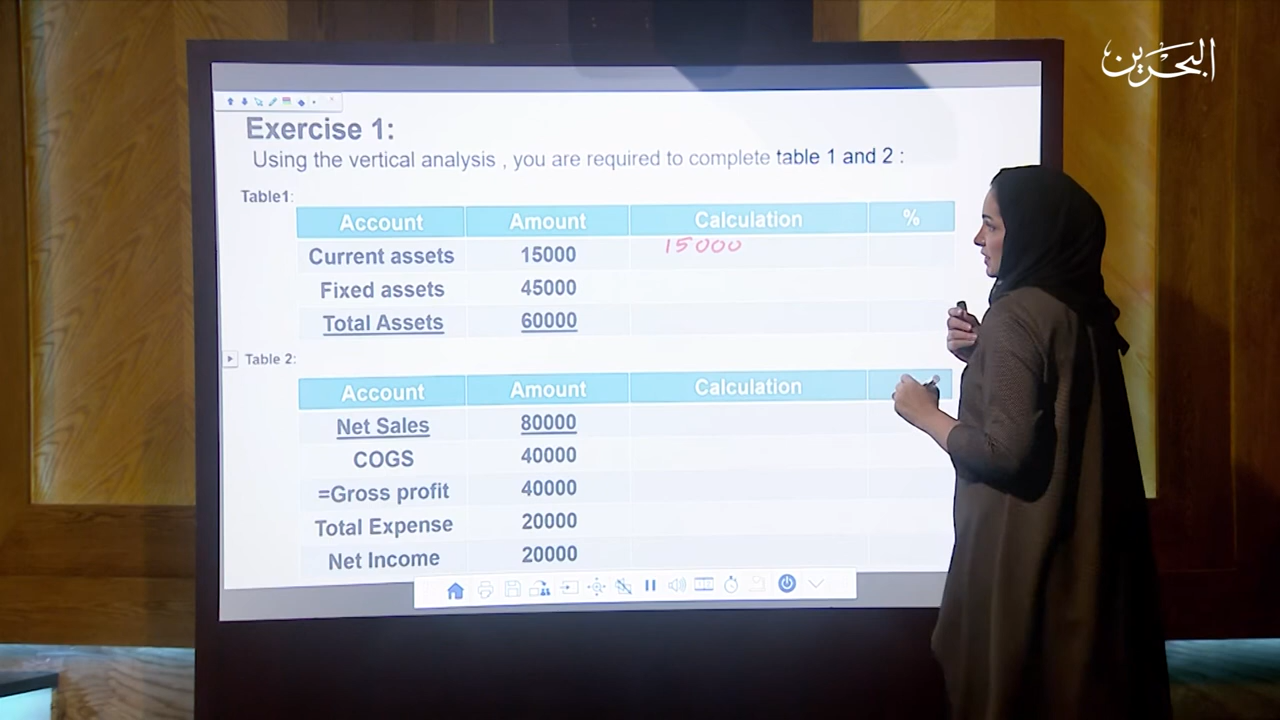 البحرين
Exercise 1:
Using the vertical analysis , you are required to complete table 1 and 2 :
Table1:
Account Amount Calculation %
Current assets 15000 15000
Fixed assets 45000
Total Assets 60000
Table 2:
Account Amount Calculation
Net Sales 80000
COGS 40000
=Gross profit 40000
Total Expense 20000
Net Income 20000